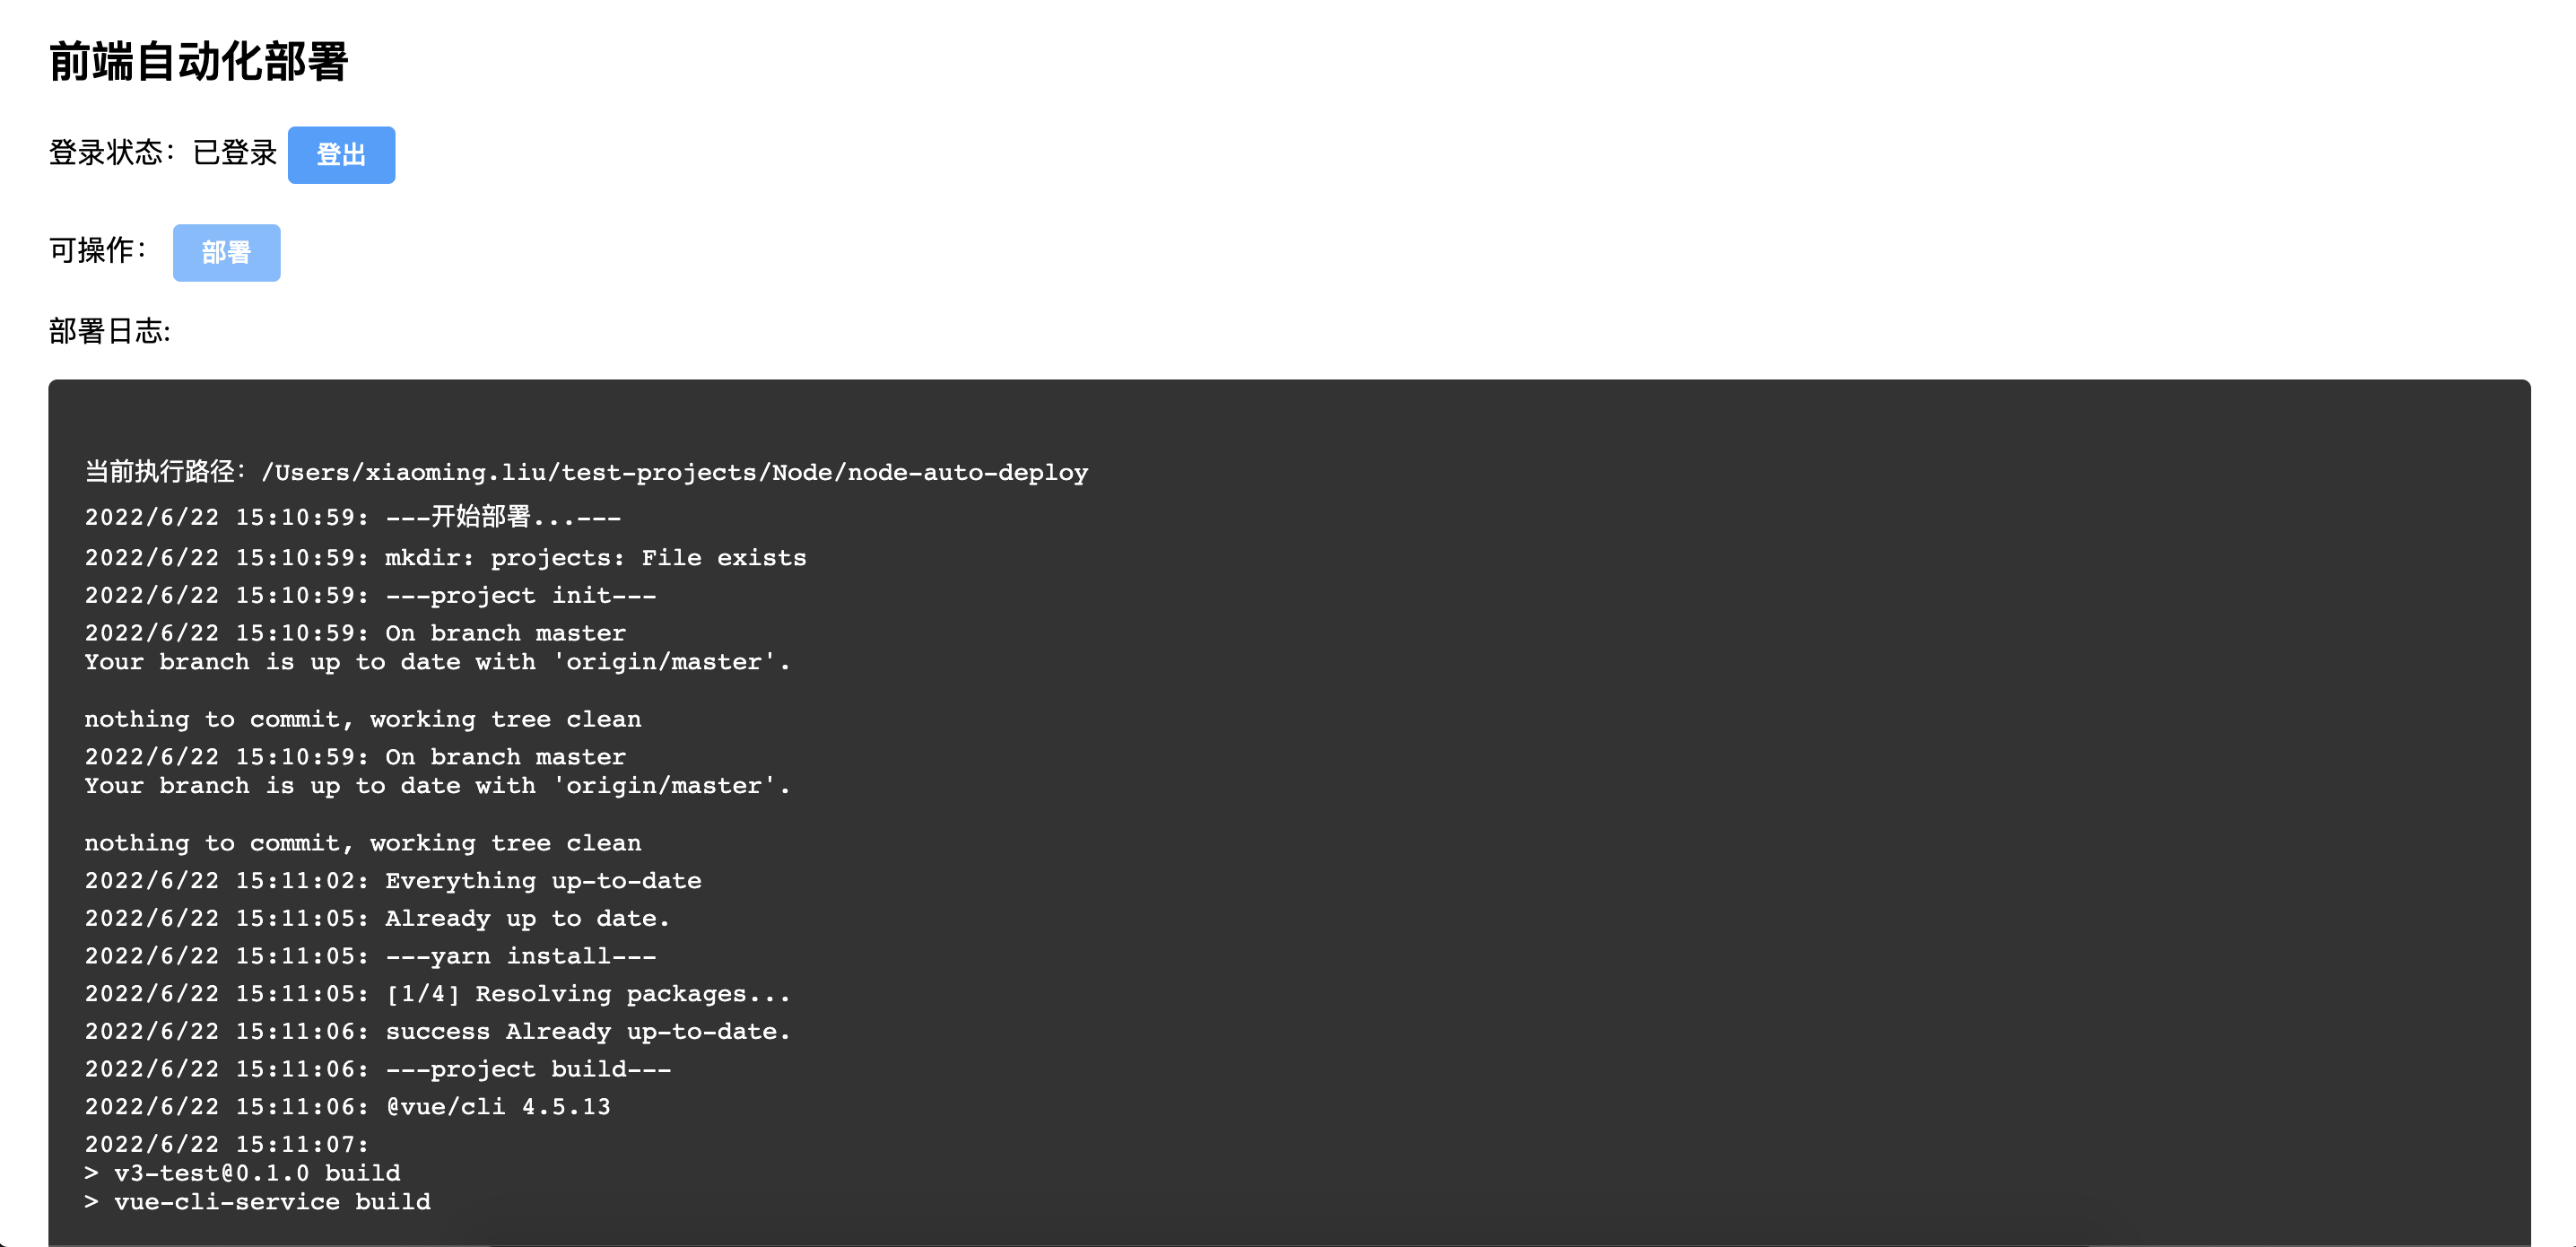 前端自动化部署
登录状态：已登录 登出
可操作： 部署
部署日志:
当前执行路径：/Users/xiaoming.liu/test-projects/Node/node-auto-deploy
2022/6/22 15:10:59: ---开始部署...---
2022/6/22 15:10:59: mkdir: projects: File exists
2022/6/22 15:10:59: ---project init---
2022/6/22 15:10:59: On branch master
Your branch is up to date with 'origin/master'.
nothing to commit, working tree clean
2022/6/22 15:10:59: On branch master
Your branch is up to date with 'origin/master'.
nothing to commit, working tree clean
2022/6/22 15:11:02: Everything up-to-date
2022/6/22 15:11:05: Already up to date.
2022/6/22 15:11:05: ---yarn install---
2022/6/22 15:11:05: [1/4] Resolving packages...
2022/6/22 15:11:06: success Already up-to-date.
2022/6/22 15:11:06: ---project build---
2022/6/22 15:11:06: @vue/cli 4.5.13
2022/6/22 15:11:07:
> v3-test@0.1.0 build
> vue-cli-service build